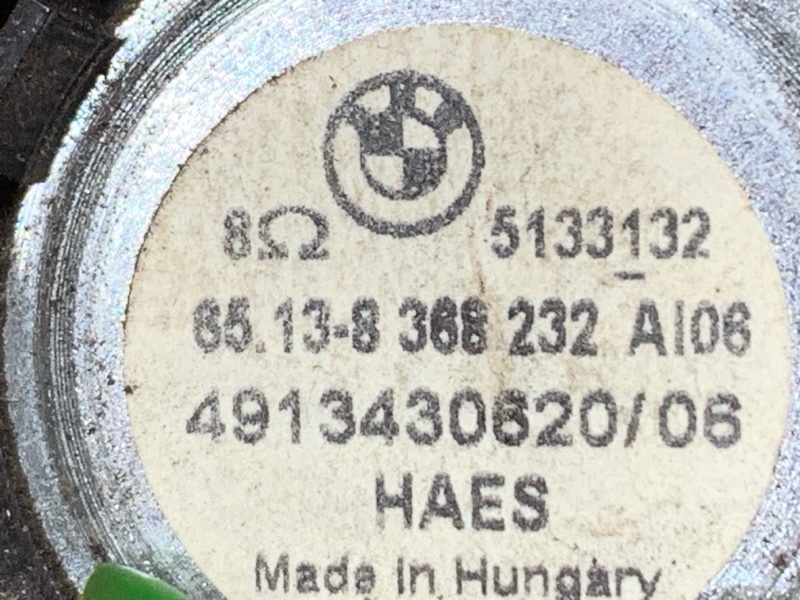 8Ω 5133132
65.13-8 368 232 AI06
4913430620/06
HAES
Made In Hungary